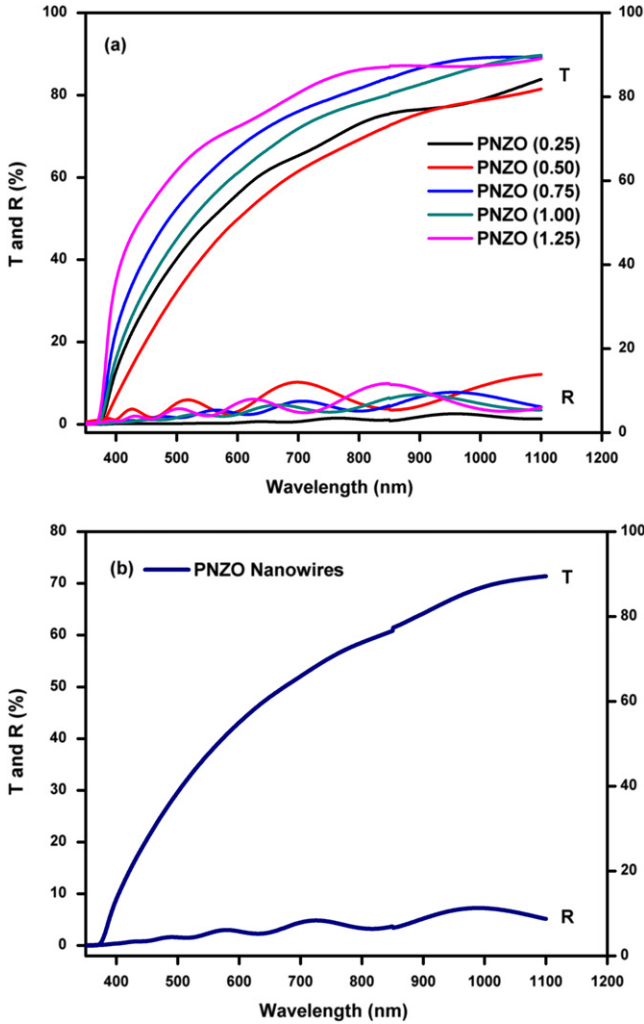 (a)
T
PNZO (0.25)
PNZO (0.50)
PNZO (0.75)
PNZO (1.00)
PNZO (1.25)
R
T and R (%)
100
80
60
40
20
0
100
80
60
40
20
0
400 500 600 700 800 900 1000 1100 1200
Wavelength (nm)
(b) PNZO Nanowires
T
R
T and R (%)
80
70
60
50
40
30
20
10
0
100
80
60
40
20
0
400 500 600 700 800 900 1000 1100 1200
Wavelength (nm)